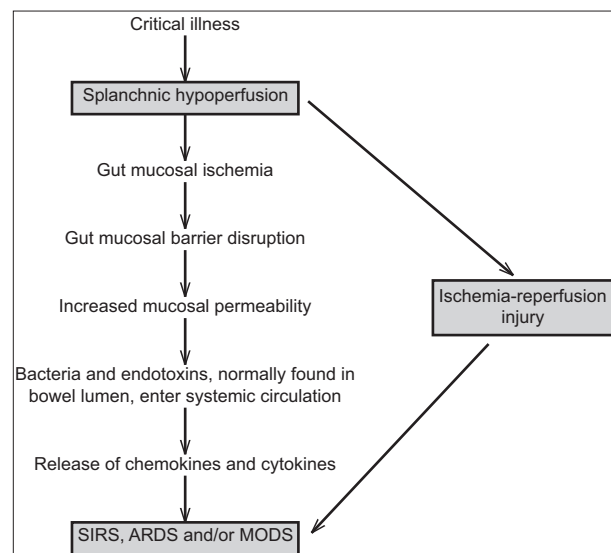 Critical illness
Splanchnic hypoperfusion
Gut mucosal ischemia
Gut mucosal barrier disruption
Increased mucosal permeability
Ischemia-reperfusion
injury
Bacteria and endotoxins, normally found in
bowel lumen, enter systemic circulation
Release of chemokines and cytokines
SIRS, ARDS and/or MODS